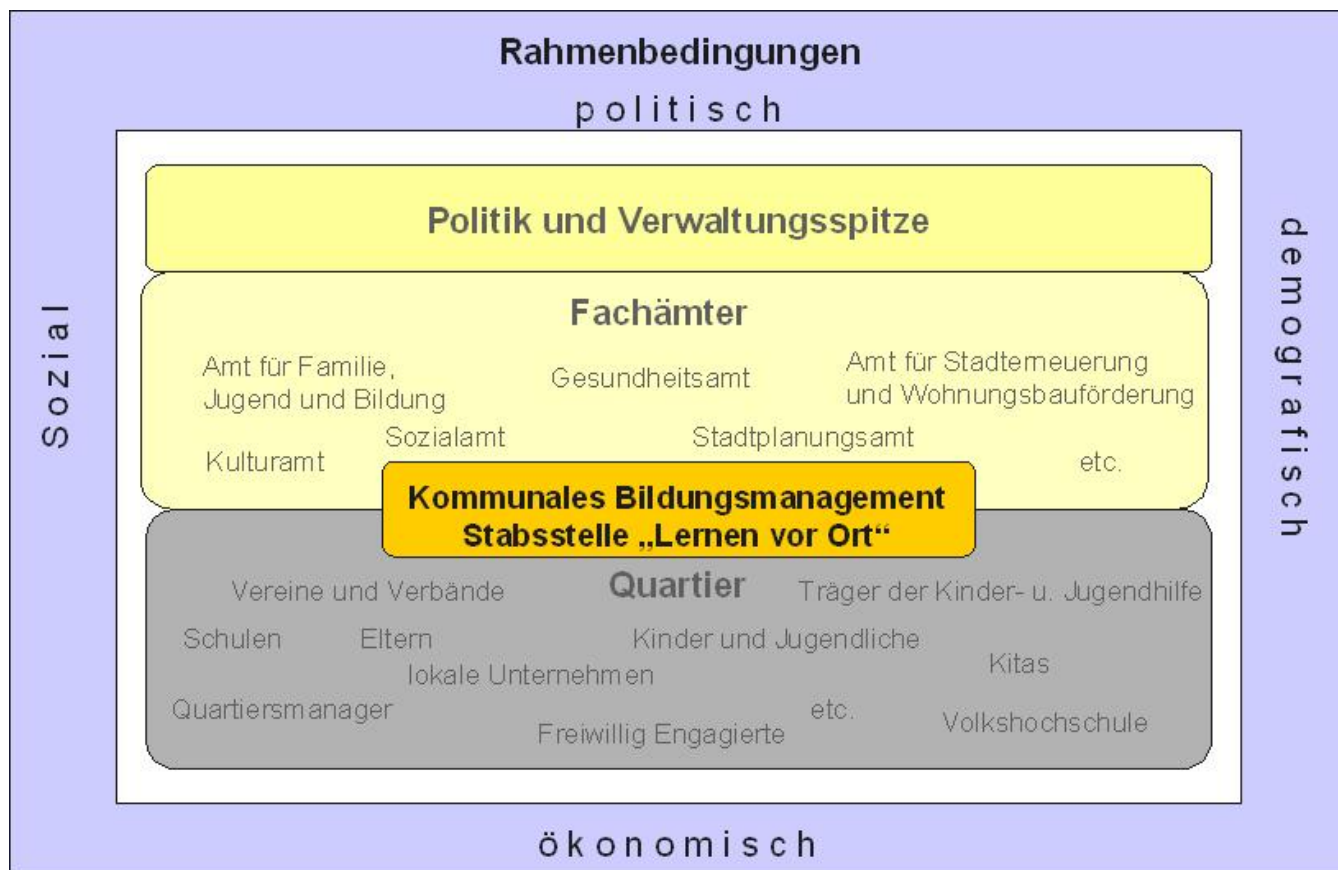 Rahmenbedingungen
politisch
Sozial
demografisch
Politik und Verwaltungsspitze
Fachämter
Amt für Familie,
Jugend und Bildung
Gesundheitsamt
Amt für Stadterneuerung
und Wohnungsbauförderung
Sozialamt
Stadtplanungsamt
Kulturamt
etc.
Kommunales Bildungsmanagement
Stabsstelle „Lernen vor Ort“
Quartier
Vereine und Verbände
Träger der Kinder- u. Jugendhilfe
Schulen
Eltern
Kinder und Jugendliche
lokale Unternehmen
Kitas
Quartiersmanager
etc.
Freiwillig Engagierte
Volkshochschule
ökonomisch